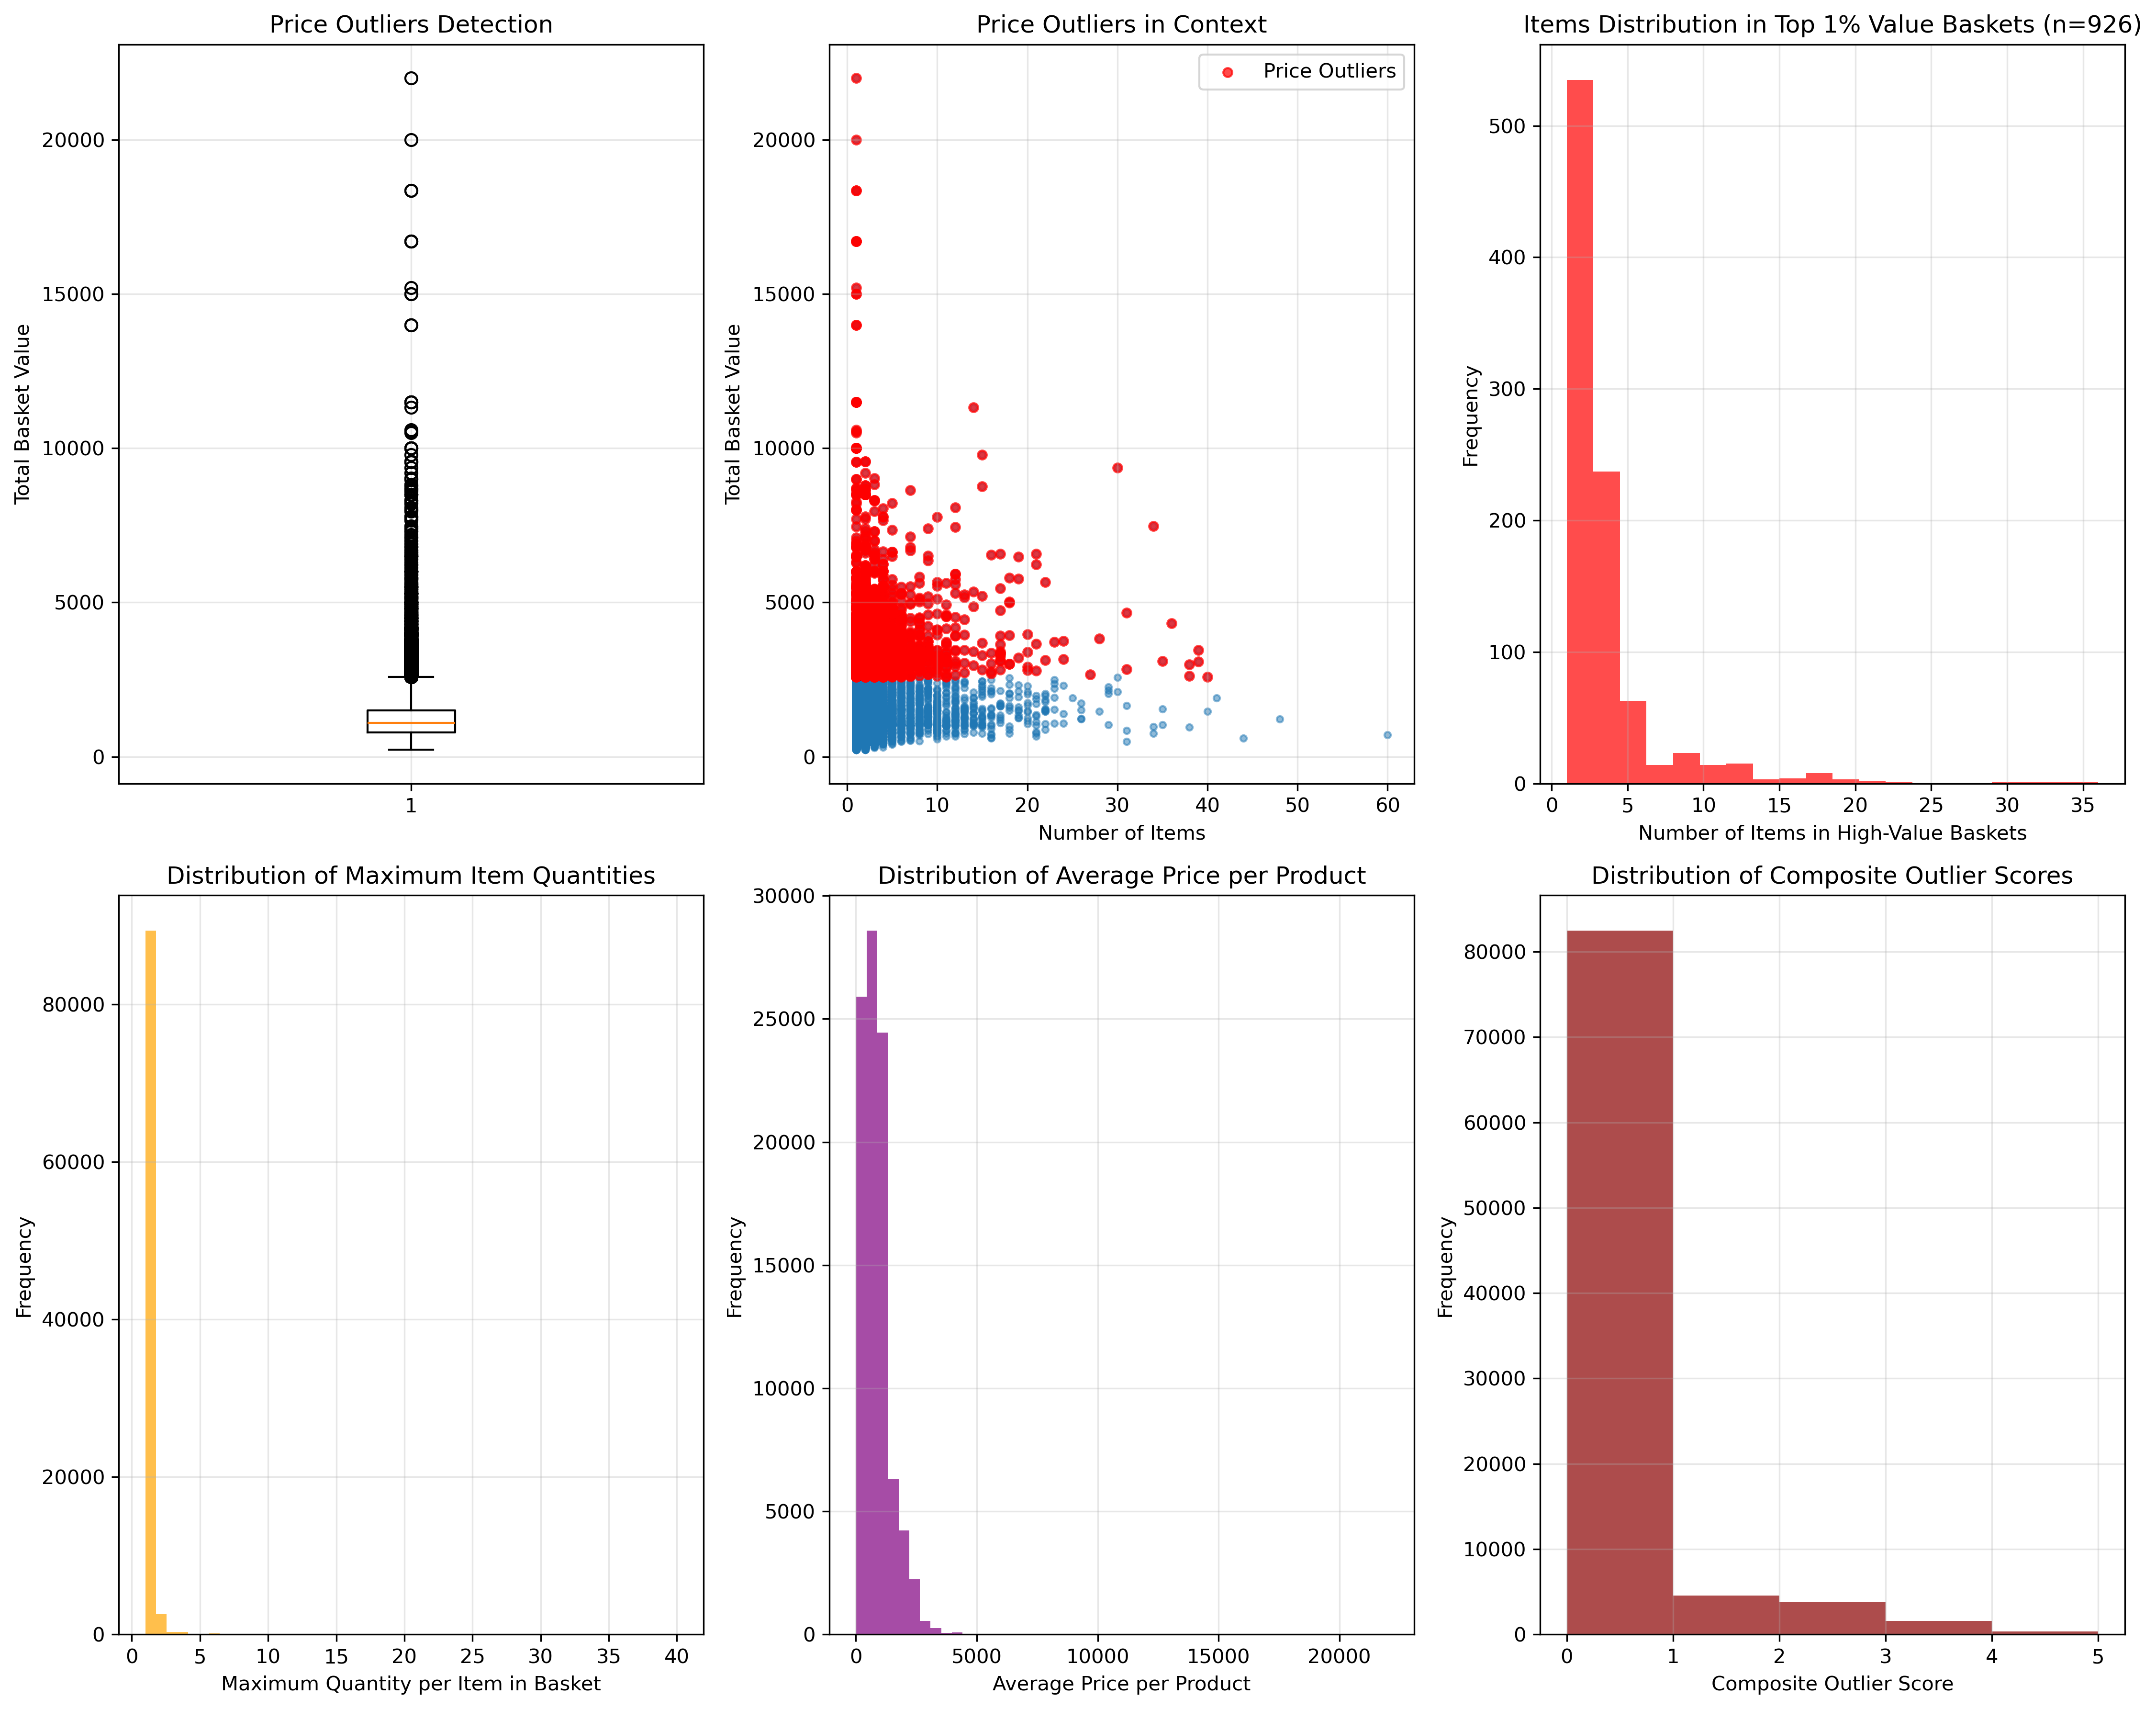 Price Outliers Detection
Total Basket Value
20000
15000
10000
5000
0
1
Price Outliers in Context
Price Outliers
Total Basket Value
20000
15000
10000
5000
0
0 10 20 30 40 50 60
Number of Items
Items Distribution in Top 1% Value Baskets (n=926)
Frequency
500
400
300
200
100
0
0 5 10 15 20 25 30 35
Number of Items in High-Value Baskets
Distribution of Maximum Item Quantities
Frequency
80000
60000
40000
20000
0
0 5 10 15 20 25 30 35 40
Maximum Quantity per Item in Basket
Distribution of Average Price per Product
Frequency
30000
25000
20000
15000
10000
5000
0
0 5000 10000 15000 20000
Average Price per Product
Distribution of Composite Outlier Scores
Frequency
80000
70000
60000
50000
40000
30000
20000
10000
0
0 1 2 3 4 5
Composite Outlier Score